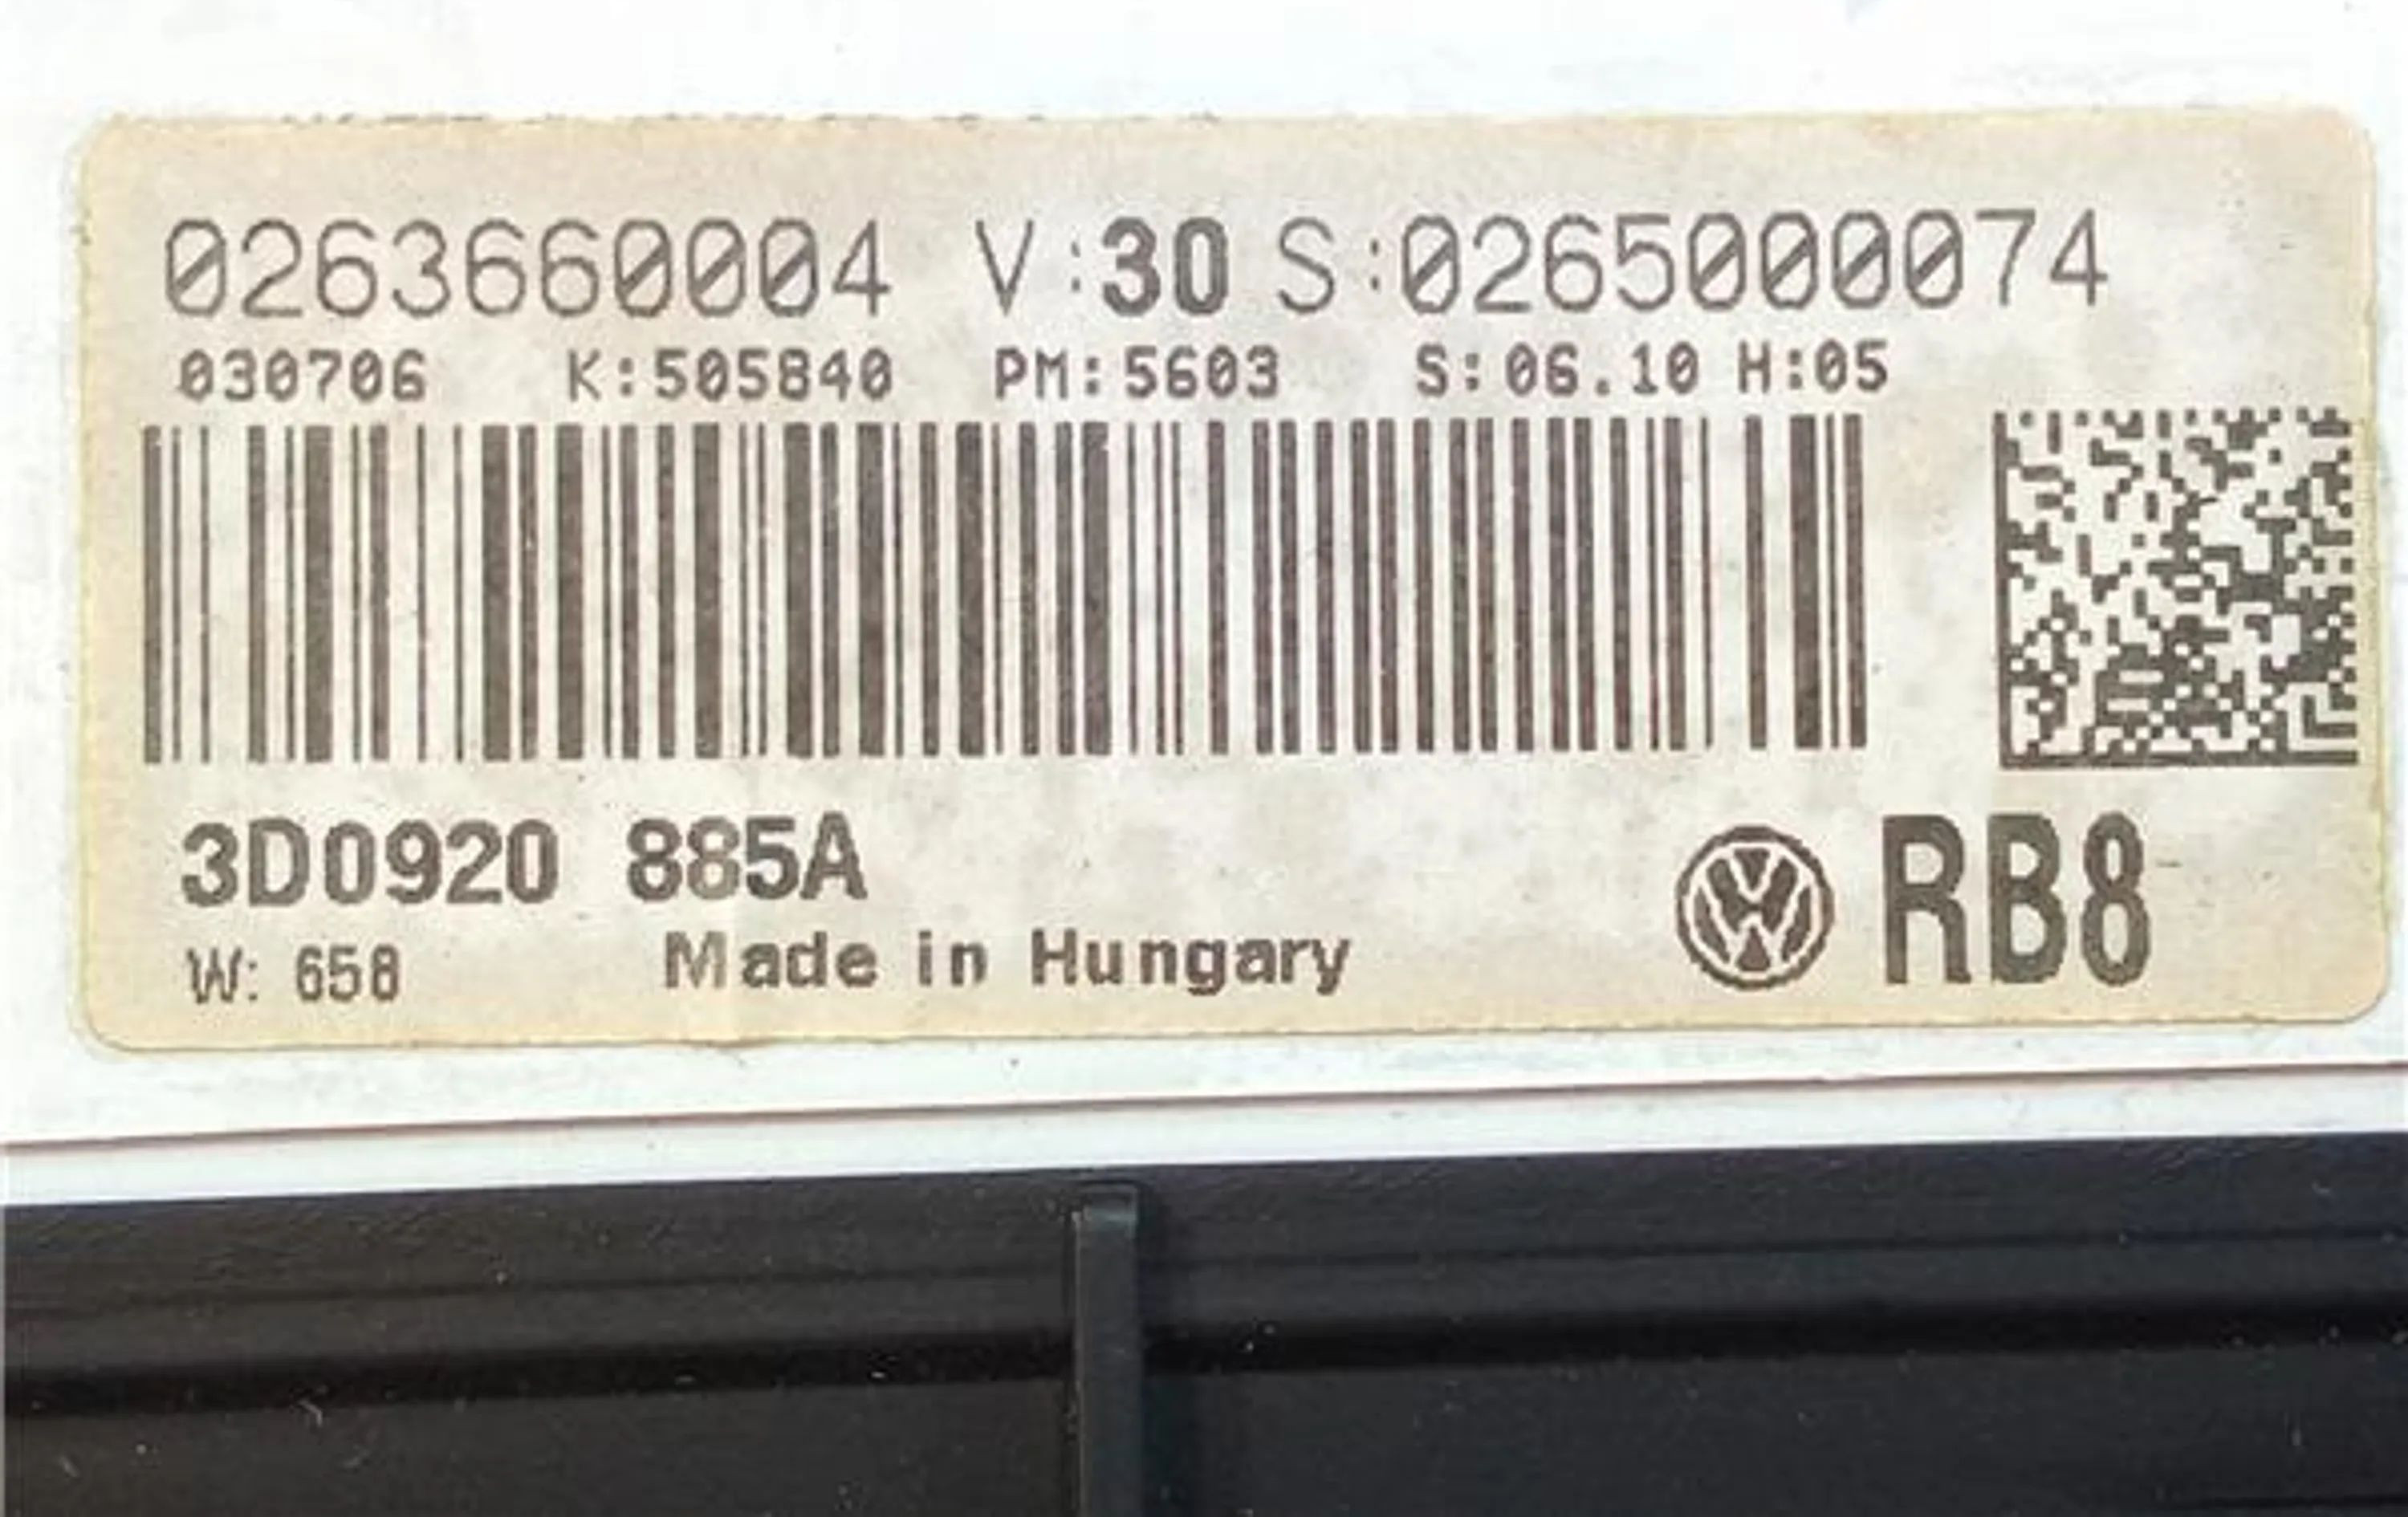 0263660004 V:30 S:0265000074
030706 K:505840 PM:5603 S:06.10 H:05
3D0920 885A
W: 658 Made in Hungary RB8